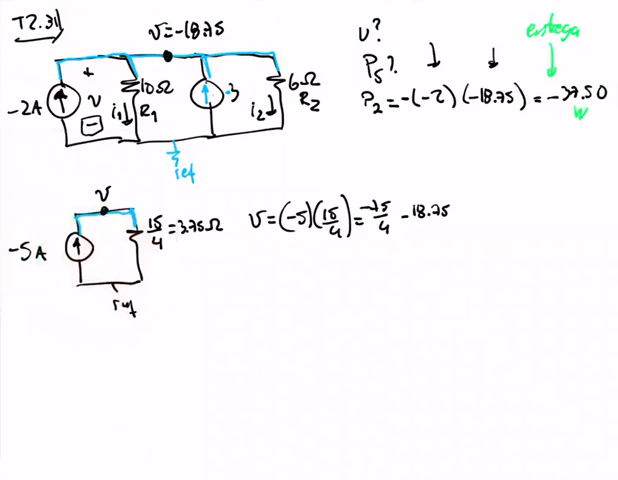 T2.31
v=-18.75
-2A
+
v
-
10Ω
R₁
i₁
-3
i₂
6Ω
R₂
ref
v?
Ps?
entrega
P₂ = -(-2)(-18.75) = -37.50
W
v
-5A
15/4 = 3.75Ω
ref
v = (-5)(15/4) = -75/4 -18.75